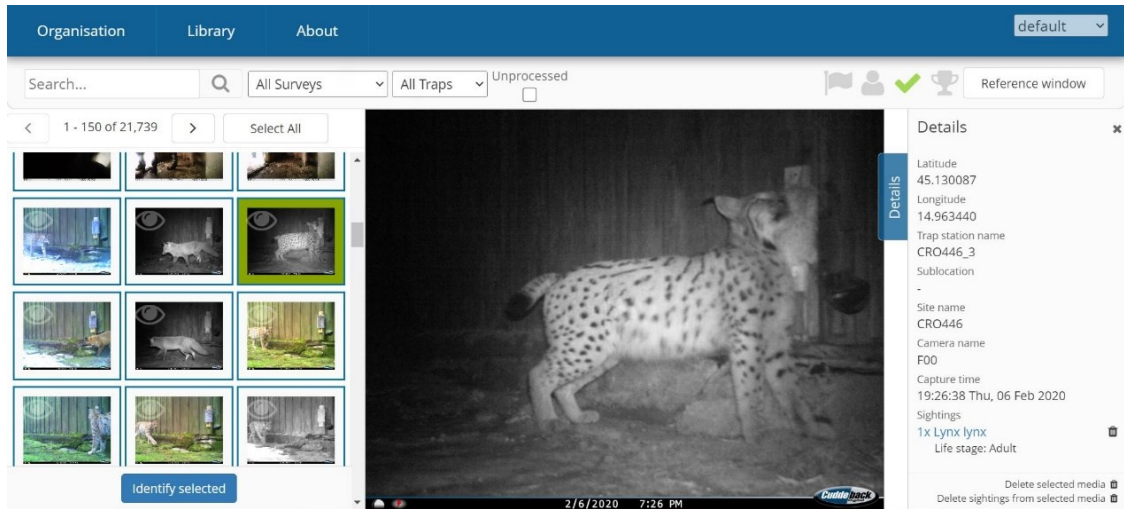 Organisation
Library
About
default
Search...
All Surveys
All Traps
Unprocessed
Reference window
1 - 150 of 21,739
Select All
Details
Details
Latitude
45.130087
Longitude
14.963440
Trap station name
CRO446_3
Sublocation
-
Site name
CRO446
Camera name
F00
Capture time
19:26:38 Thu, 06 Feb 2020
Sightings
1x Lynx lynx
Life stage: Adult
Identify selected
2/6/2020 7:26 PM
Cuddeback
Delete selected media
Delete sightings from selected media